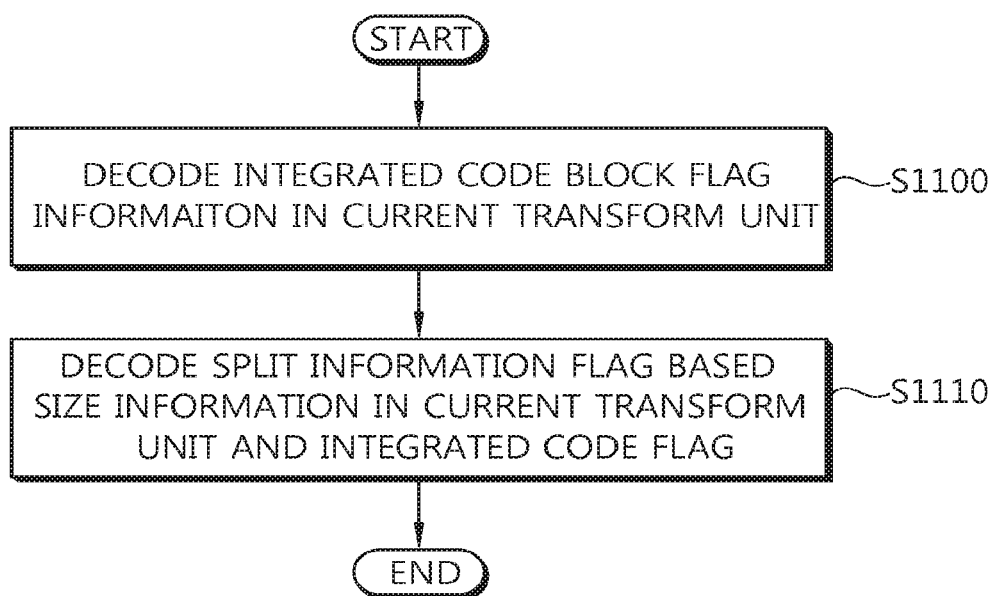 START
DECODE INTEGRATED CODE BLOCK FLAG
INFORMAITON IN CURRENT TRANSFORM UNIT
S1100
DECODE SPLIT INFORMATION FLAG BASED
SIZE INFORMATION IN CURRENT TRANSFORM
UNIT AND INTEGRATED CODE FLAG
S1110
END